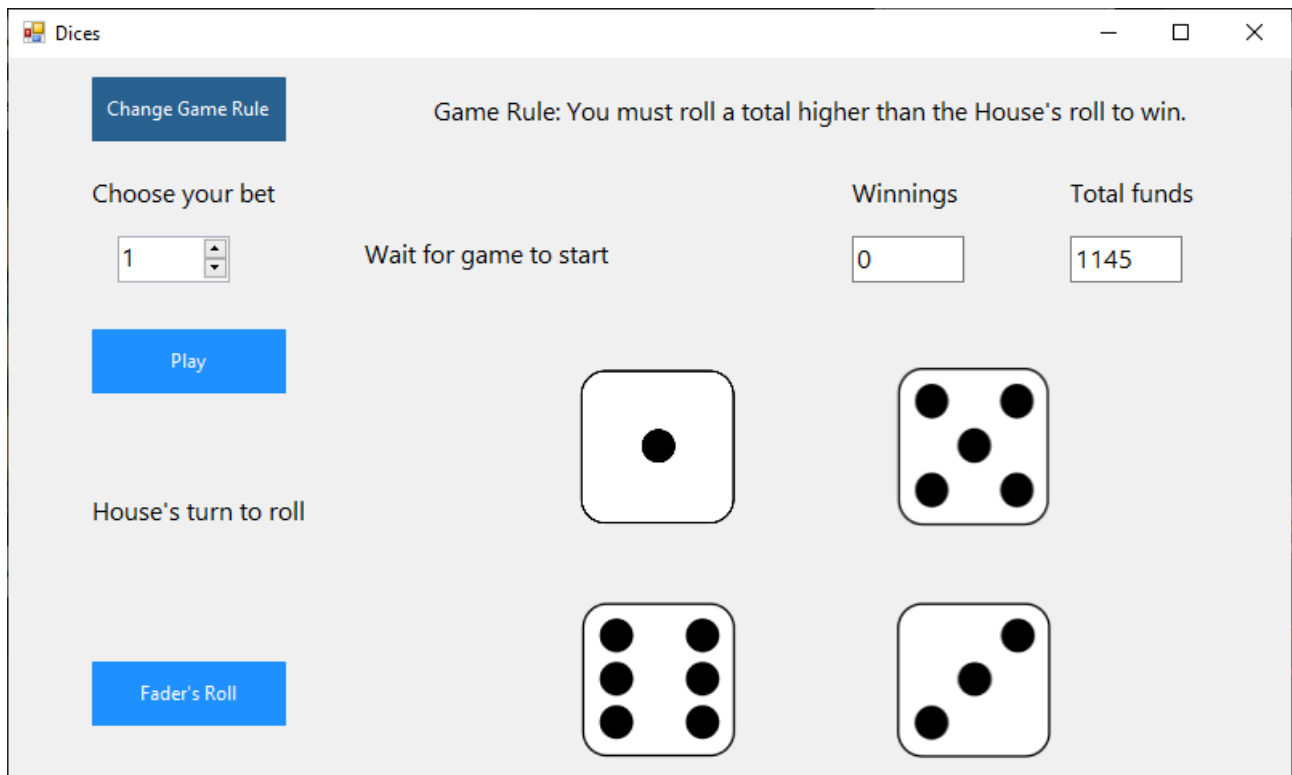 Dices
Change Game Rule
Game Rule: You must roll a total higher than the House's roll to win.
Choose your bet
Winnings
Total funds
1
Wait for game to start
0
1145
Play
House's turn to roll
Fader's Roll